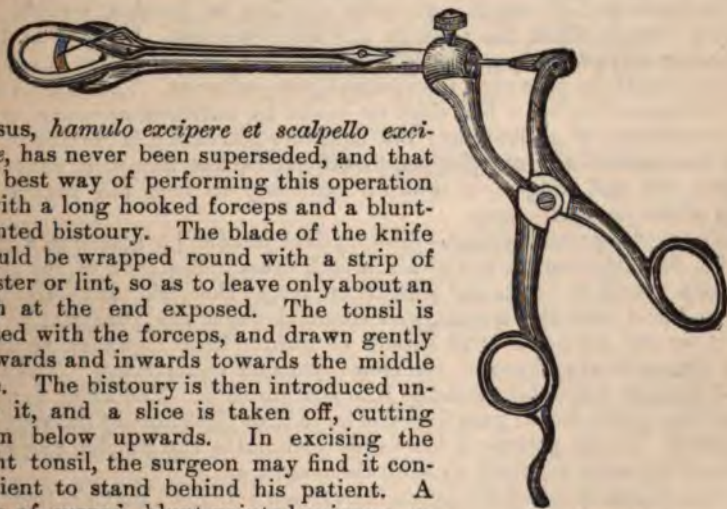 sus, hamulo excipere et scalpello exci-
, has never been superseded, and that
best way of performing this operation
ith a long hooked forceps and a blunt-
nted bistoury. The blade of the knife
uld be wrapped round with a strip of
ster or lint, so as to leave only about an
at the end exposed. The tonsil is
ed with the forceps, and drawn gently
wards and inwards towards the middle
. The bistoury is then introduced un-
it, and a slice is taken off, cutting
n below upwards. In excising the
nt tonsil, the surgeon may find it con-
ient to stand behind his patient. A